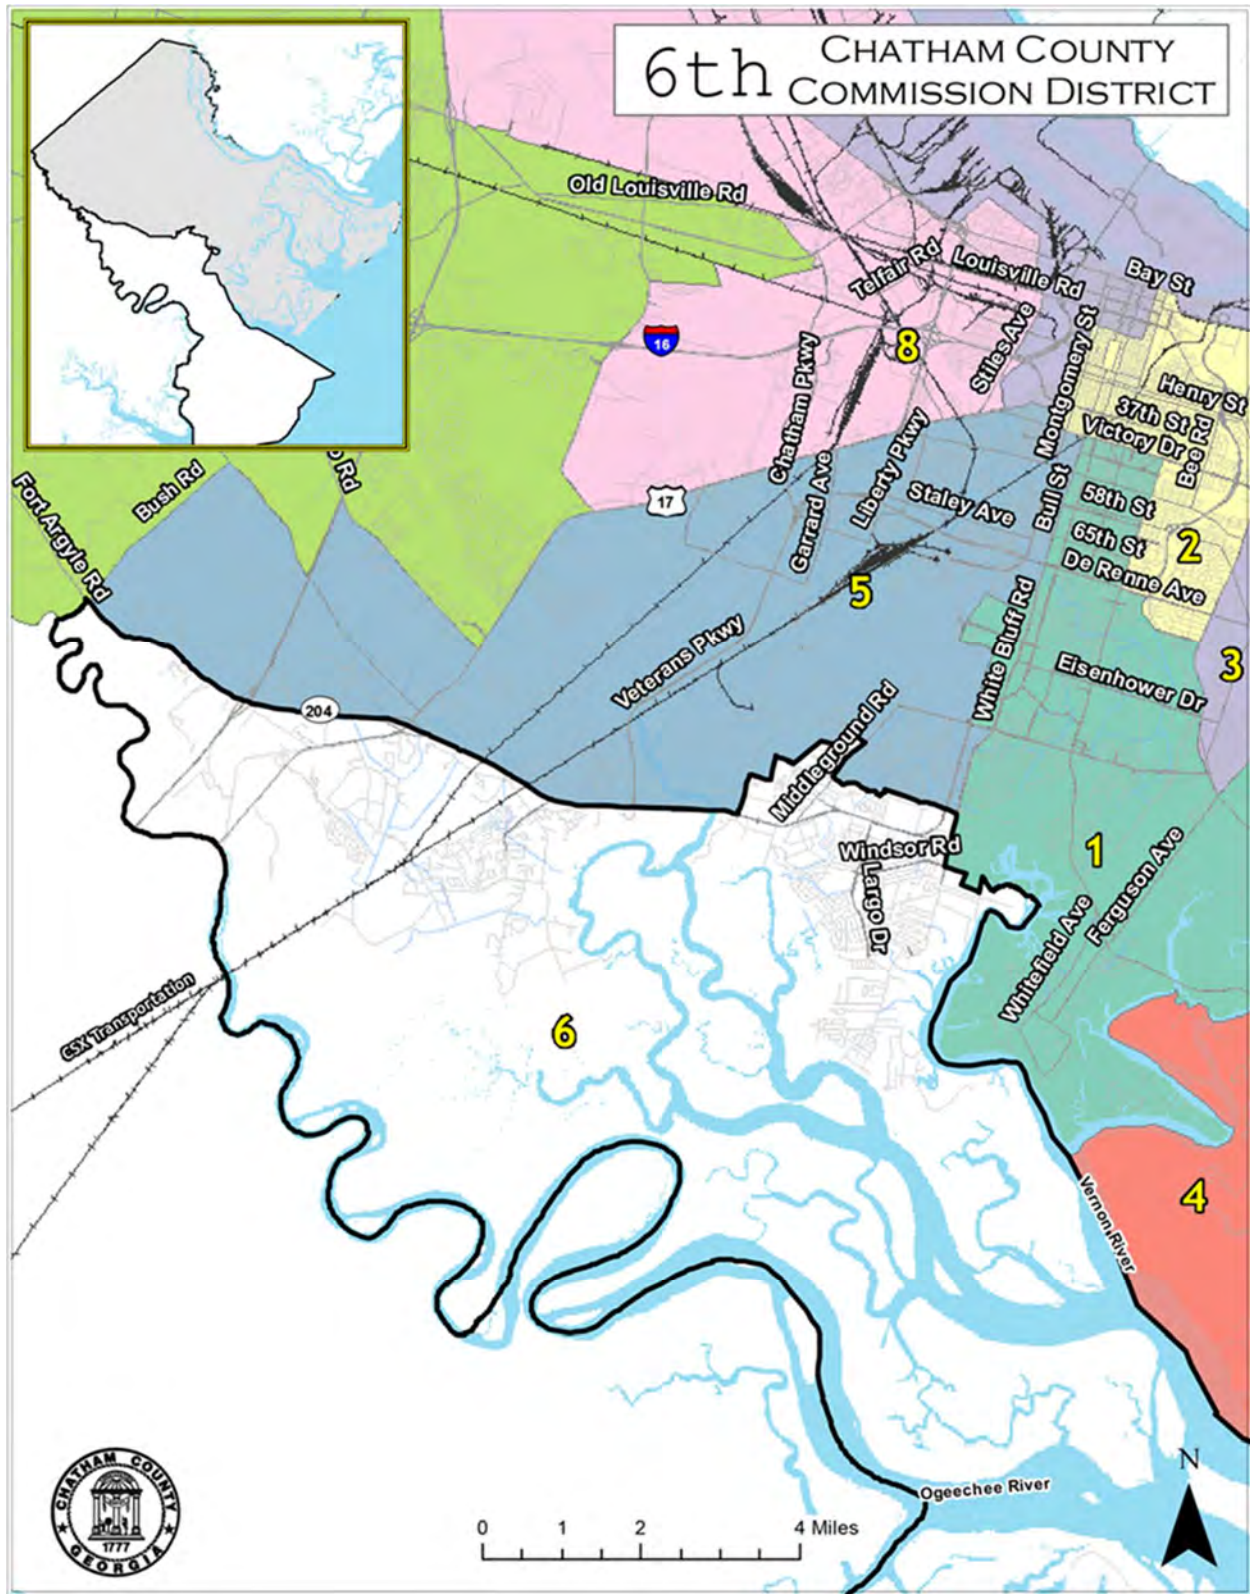 6th
CHATHAM COUNTY
COMMISSION DISTRICT
Old Louisville Rd
Telfair Rd
Louisville Rd
Bay St
16
8
Stiles Ave
Montgomery St
Chatham Pkwy
Henry St
37th St
Victory Dr
Bee Rd
Rd
Bush Rd
Fort Argyle Rd
17
Garrard Ave
Liberty Pkwy
Staley Ave
Bull St
58th St
65th St
De Renne Ave
2
5
White Bluff Rd
Veterans Pkwy
Eisenhower Dr
3
204
Middleground Rd
Windsor Rd
Largo Dr
1
Ferguson Ave
Whitefield Ave
CSX Transportation
6
4
Vernon River
Ogeechee River
N
CHATHAM COUNTY
1777
GEORGIA
0 1 2 4 Miles